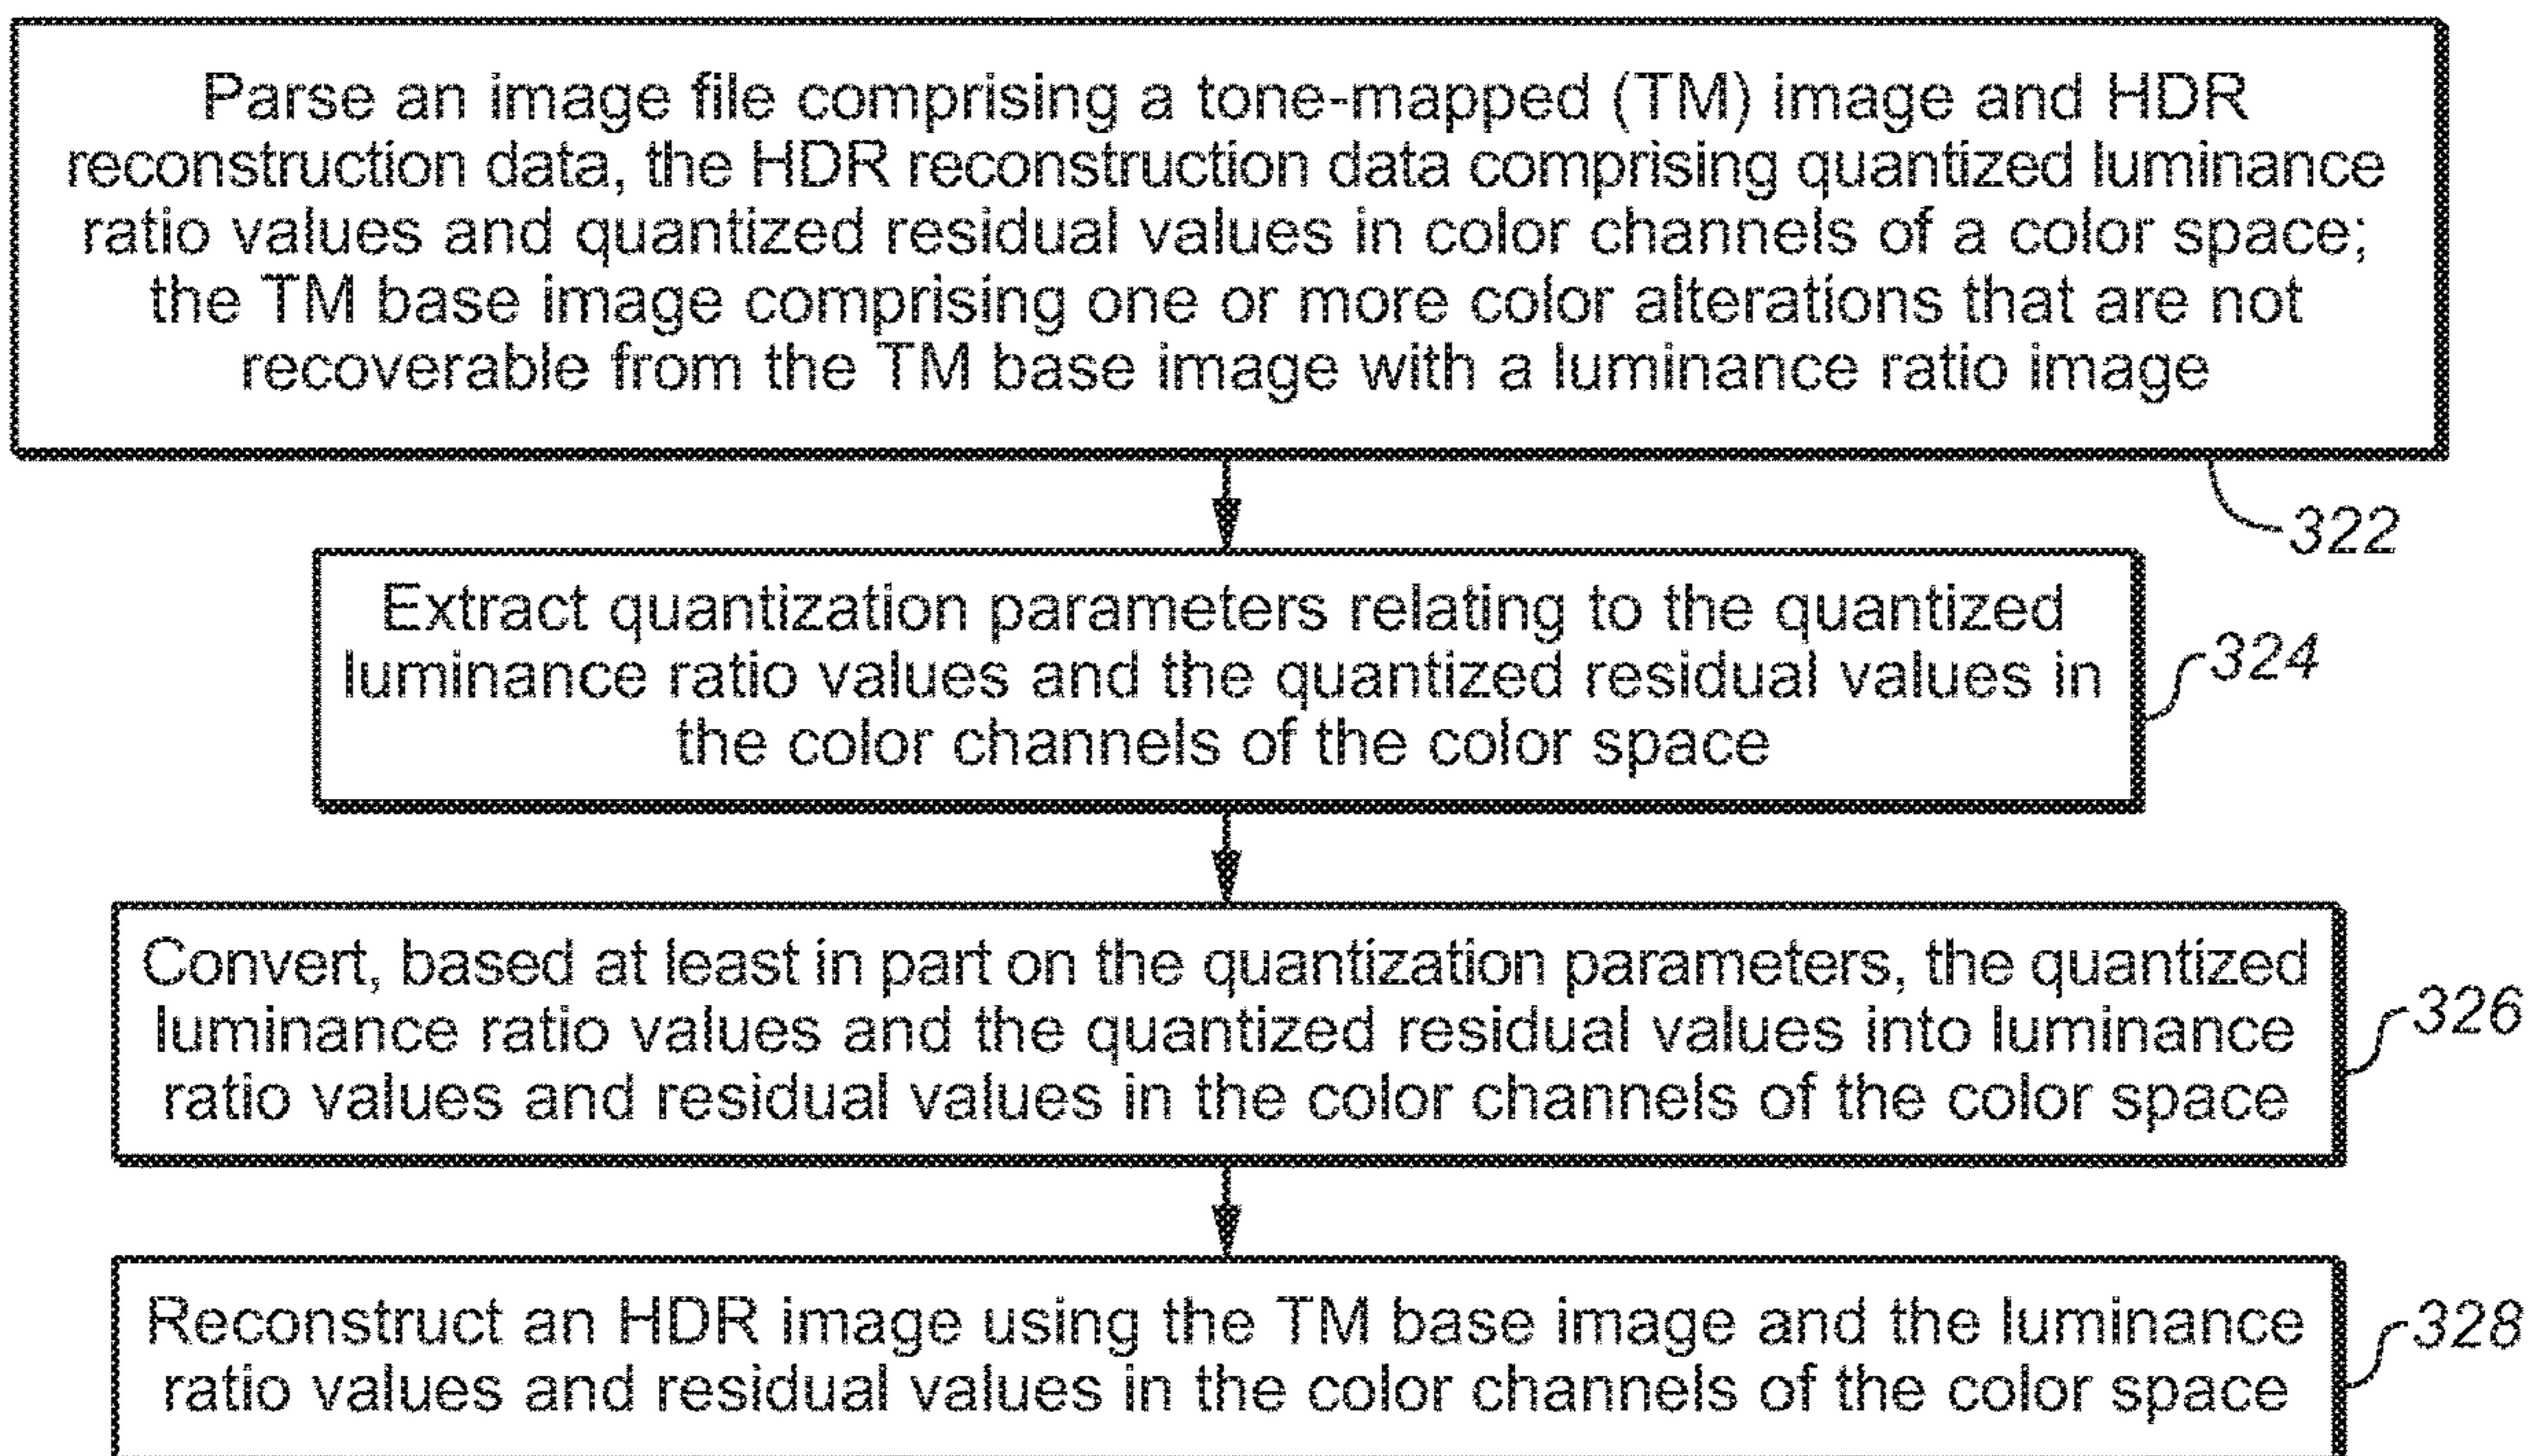 Parse an image file comprising a tone-mapped (TM) image and HDR
reconstruction data, the HDR reconstruction data comprising quantized luminance
ratio values and quantized residual values in color channels of a color space;
the TM base image comprising one or more color alterations that are not
recoverable from the TM base image with a luminance ratio image
322
Extract quantization parameters relating to the quantized
luminance ratio values and the quantized residual values in
the color channels of the color space
324
Convert, based at least in part on the quantization parameters, the quantized
luminance ratio values and the quantized residual values into luminance
ratio values and residual values in the color channels of the color space
326
Reconstruct an HDR image using the TM base image and the luminance
ratio values and residual values in the color channels of the color space
328